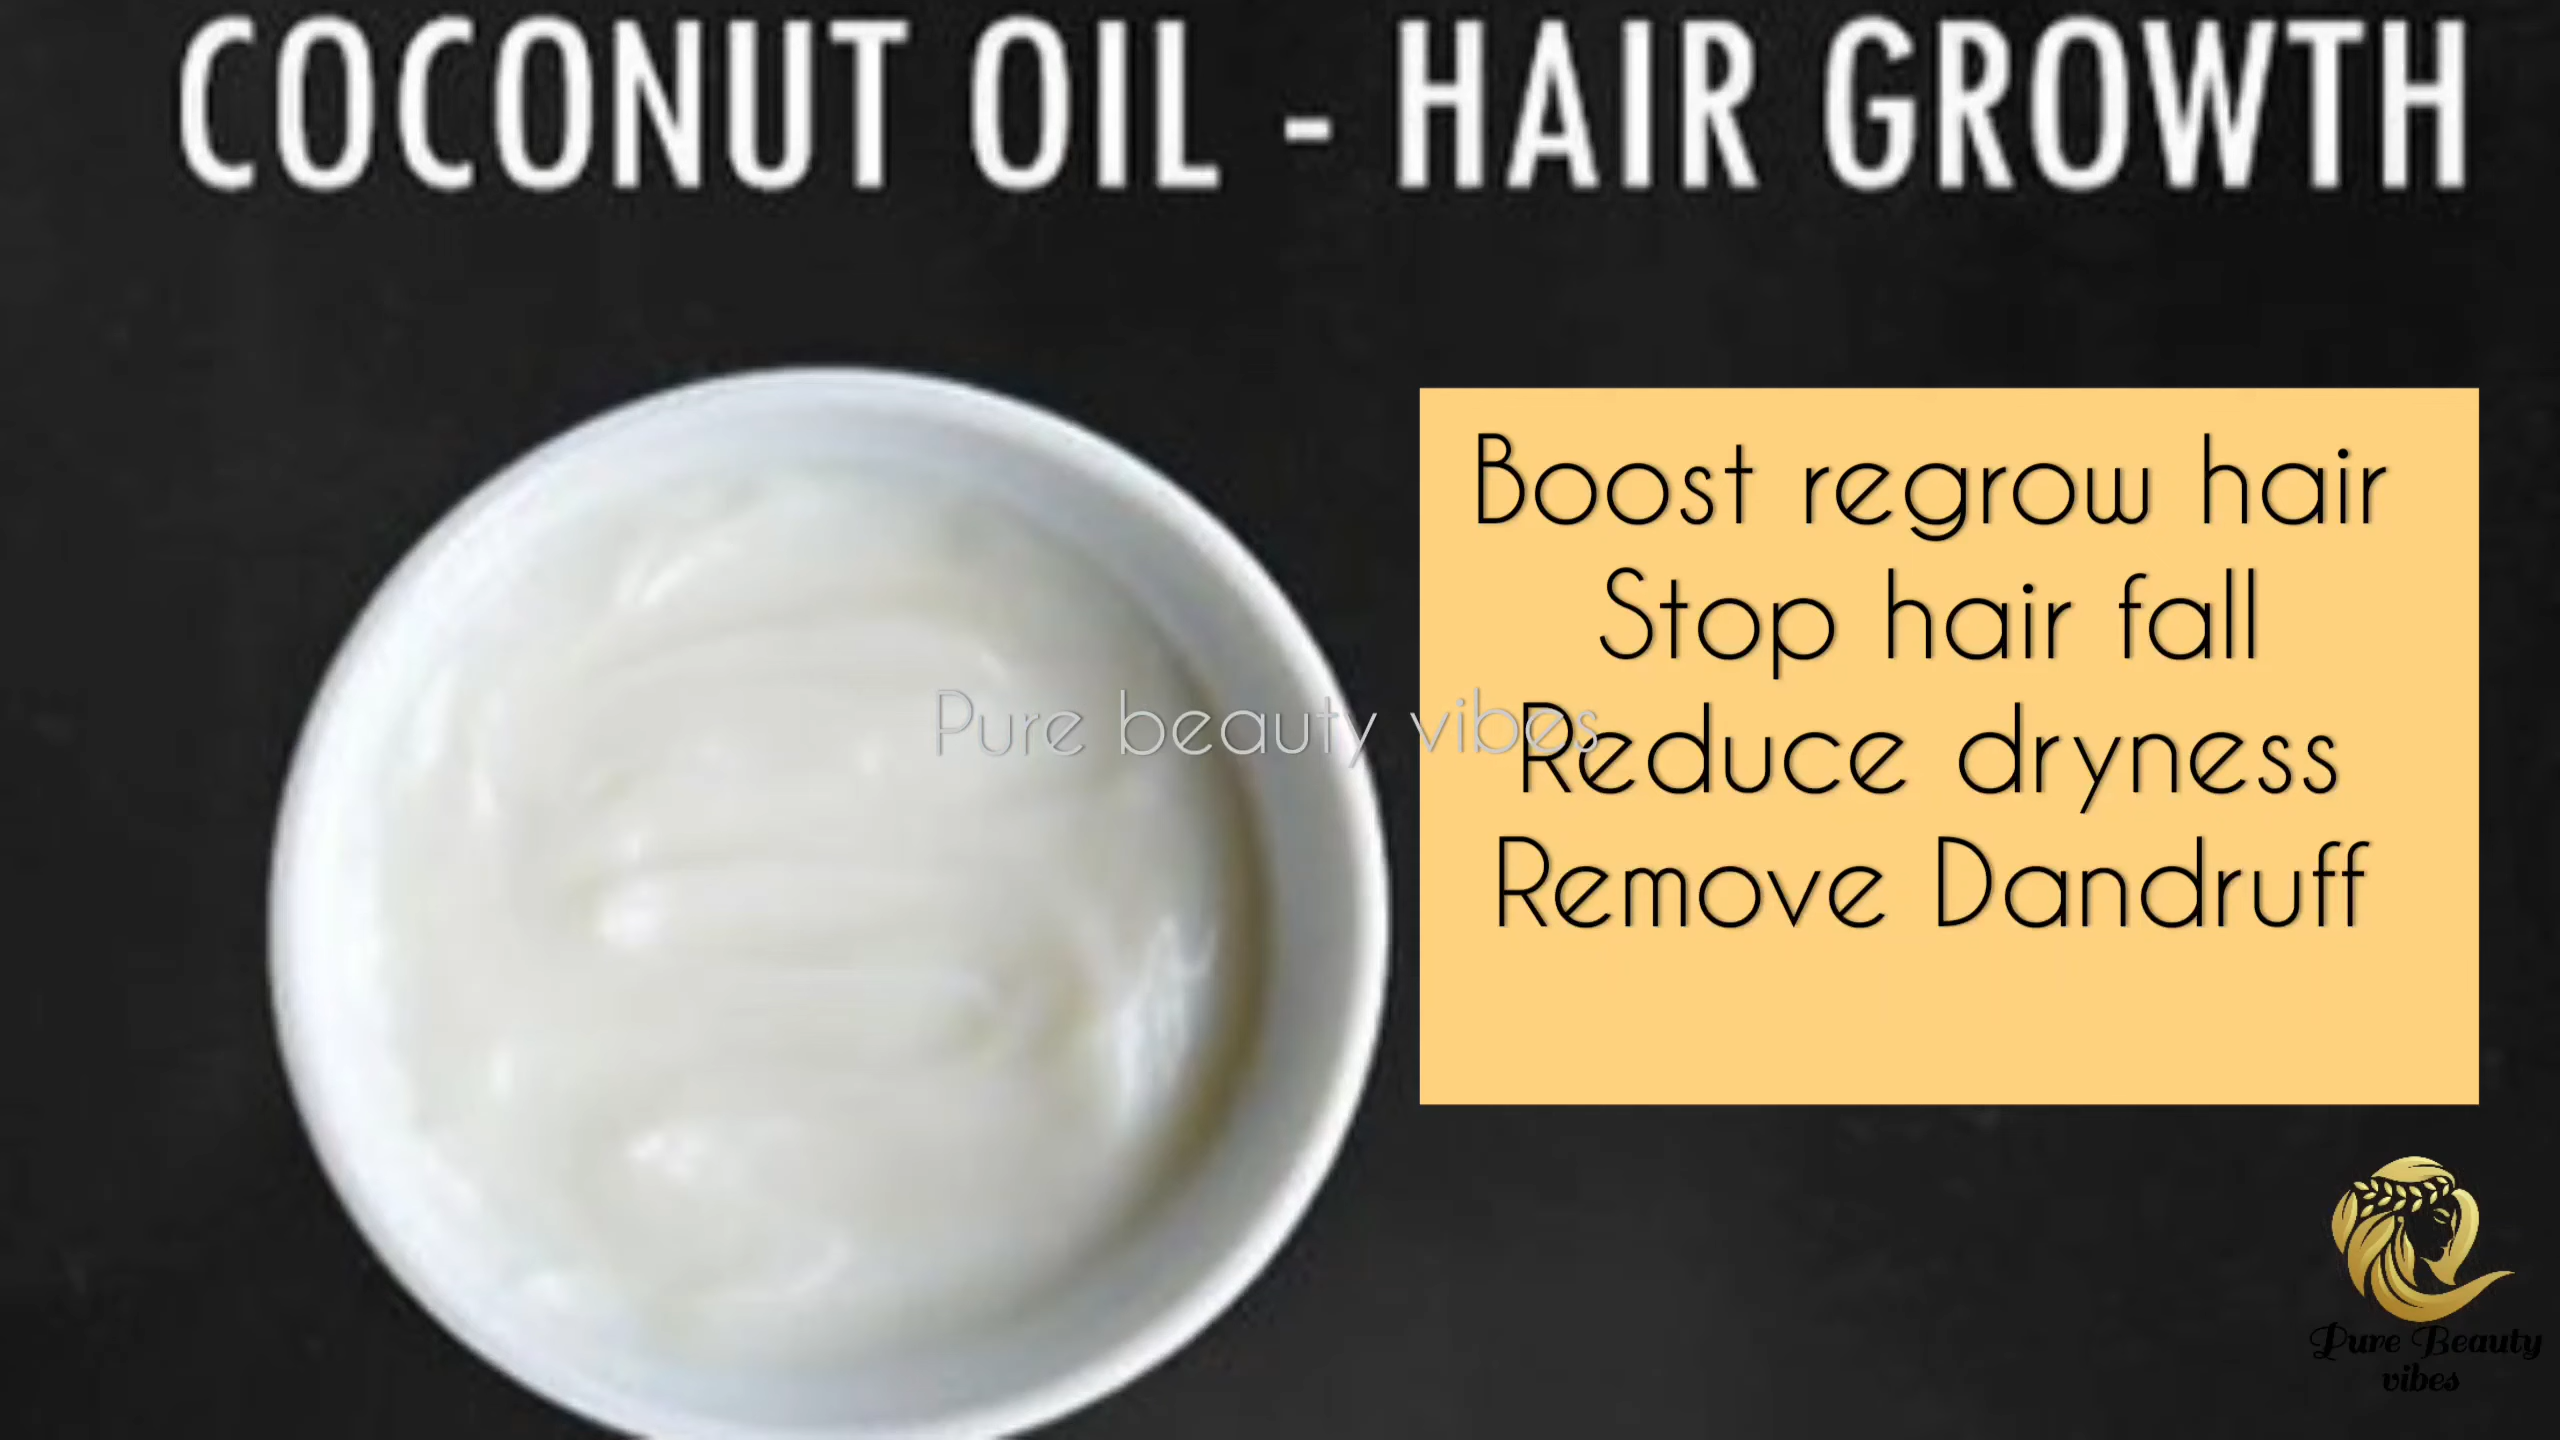 COCONUT OIL - HAIR GROWTH
Boost regrow hair
Stop hair fall
Pure beauty vibes
Reduce dryness
Remove Dandruff
Pure Beauty
vibes